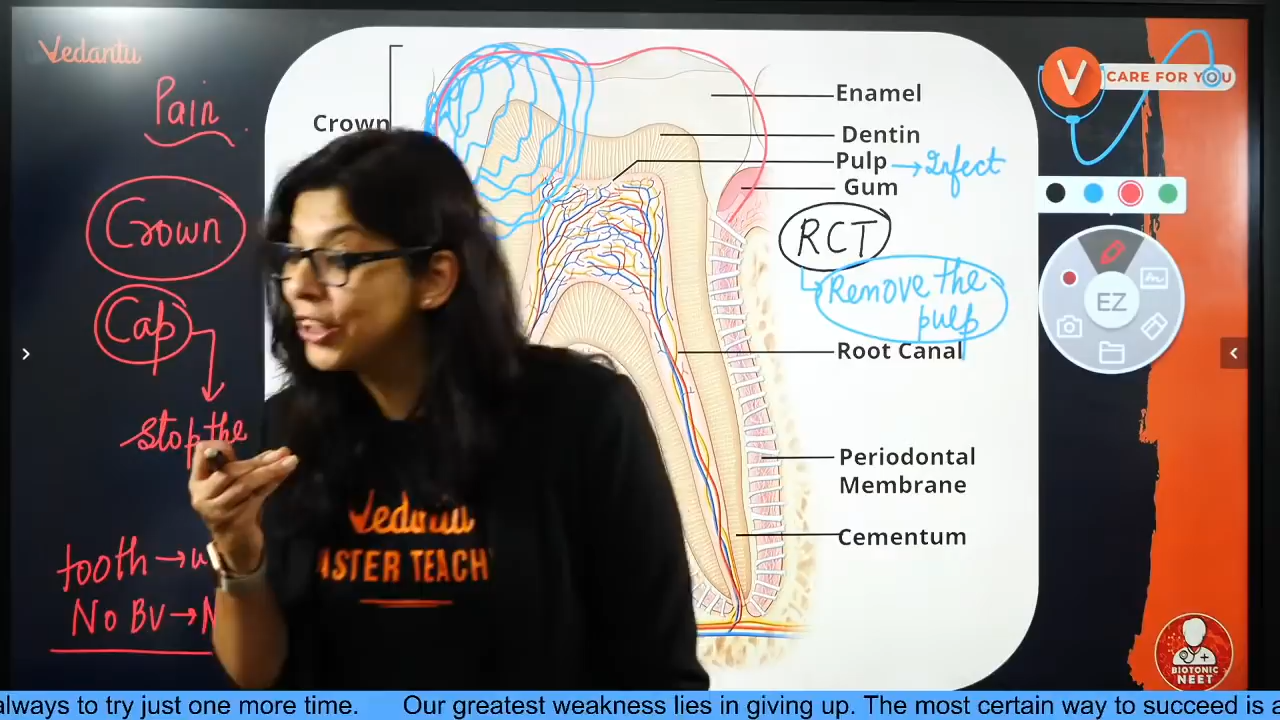 Vedantu
Pain
Crown
Cap
Stop the
tooth →
No BV →
Crown
Enamel
Dentin
Pulp → Infect
Gum
RCT
Remove the
pulp
Root Canal
Periodontal
Membrane
Cementum
V
CARE FOR YOU
EZ
Vedantu
ASTER TEACH
BIOTONIC
NEET
always to try just one more time. Our greatest weakness lies in giving up. The most certain way to succeed is a